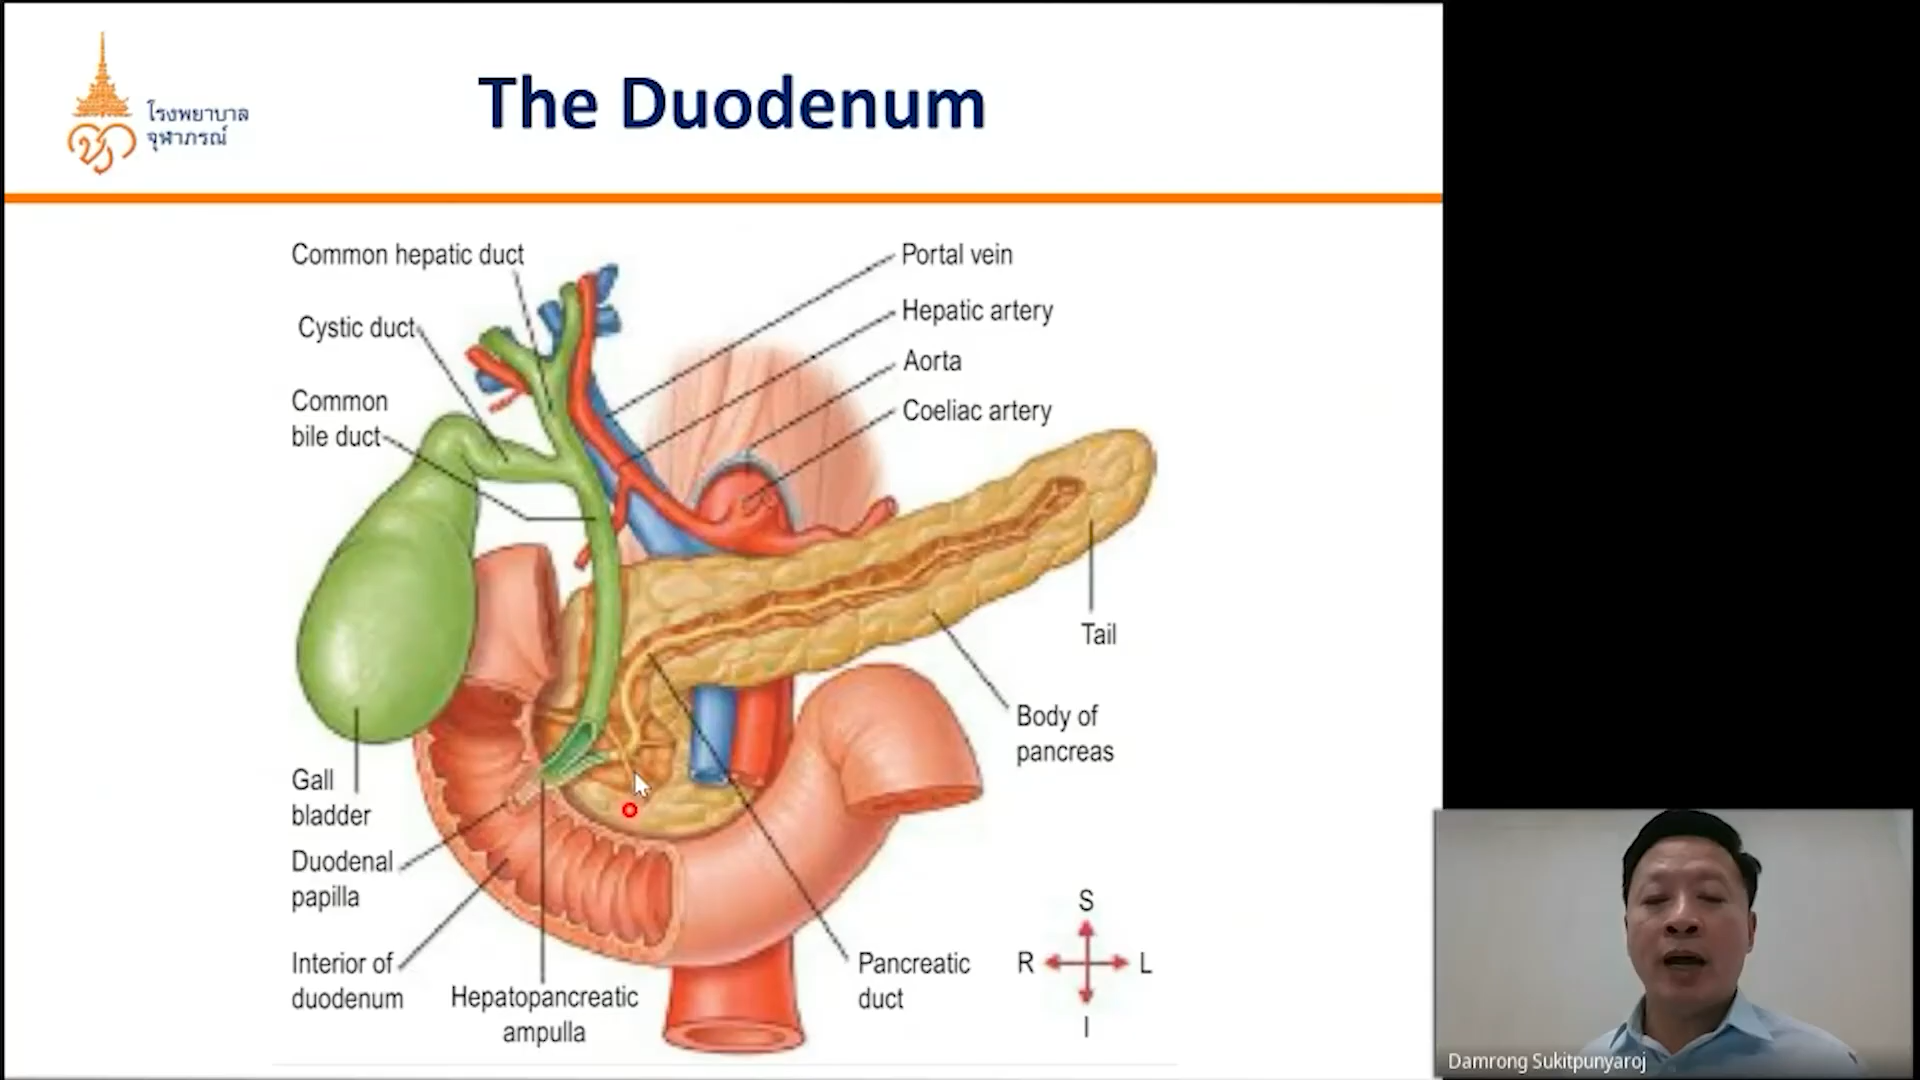 โรงพยาบาล
จุฬาภรณ์
The Duodenum
Common hepatic duct
Cystic duct
Common
bile duct
Portal vein
Hepatic artery
Aorta
Coeliac artery
Tail
Body of
pancreas
Gall
bladder
Duodenal
papilla
Interior of
duodenum
Hepatopancreatic
ampulla
Pancreatic
duct
S
R L
I
Damrong Sukitpunyaroj